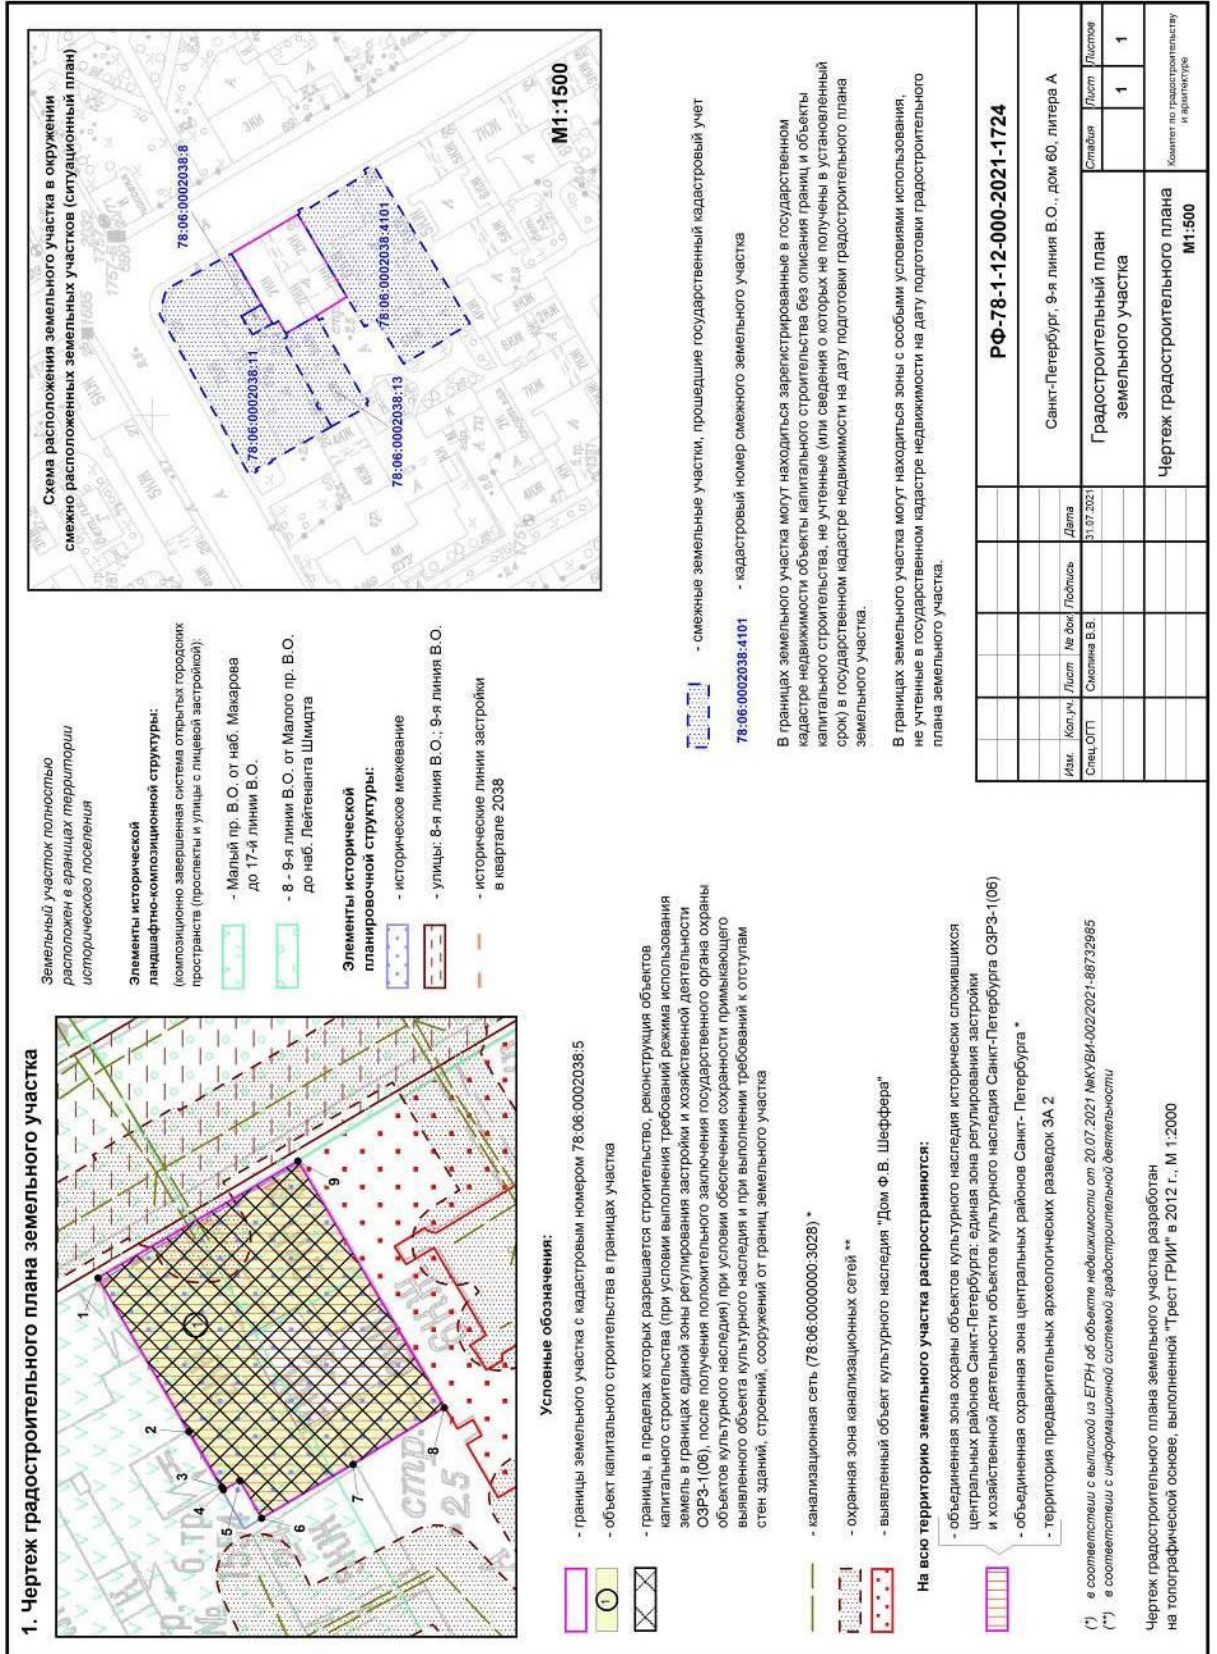 1. Чертеж градостроительного плана земельного участка
1
2
3
4
5
6
7
8
9
1
Земельный участок полностью
расположен в границах территории
исторического поселения
Элементы исторической
ландшафтно-композиционной структуры:
(композиционно завершенная система открытых городских
пространств (проспекты и улицы с лицевой застройкой):
- Малый пр. В.О. от наб. Макарова
до 17-й линии В.О.
- 8 - 9-я линии В.О. от Малого пр. В.О.
до наб. Лейтенанта Шмидта
Элементы исторической
планировочной структуры:
- историческое межевание
- улицы: 8-я линия В.О.; 9-я линия В.О.
- исторические линии застройки
в квартале 2038
Схема расположения земельного участка в окружении
смежно расположенных земельных участков (ситуационный план)
78:06:0002038:8
78:06:0002038:11
78:06:0002038:4101
78:06:0002038:13
М1:1500
Условные обозначения:
- границы земельного участка с кадастровым номером 78:06:0002038:5
1
- объект капитального строительства в границах участка
- границы, в пределах которых разрешается строительство, реконструкция объектов
капитального строительства (при условии выполнения требований режима использования
земель в границах единой зоны регулирования застройки и хозяйственной деятельности
ОЗРЗ-1(06), после получения положительного заключения государственного органа охраны
объектов культурного наследия) при условии обеспечения сохранности примыкающего
выявленного объекта культурного наследия и при выполнении требований к отступам
стен зданий, строений, сооружений от границ земельного участка
- канализационная сеть (78:06:0000000:3028) *
- охранная зона канализационных сетей **
- выявленный объект культурного наследия "Дом Ф.В. Шеффера"
На всю территорию земельного участка распространяются:
- объединенная зона охраны объектов культурного наследия исторически сложившихся
центральных районов Санкт-Петербурга: единая зона регулирования застройки
и хозяйственной деятельности объектов культурного наследия Санкт-Петербурга ОЗРЗ-1(06)
- объединенная охранная зона центральных районов Санкт- Петербурга *
- территория предварительных археологических разведок ЗА 2
(*) в соответствии с выпиской из ЕГРН об объекте недвижимости от 20.07.2021 №КУВИ-002/2021-88732985
(**) в соответствии с информационной системой градостроительной деятельности
Чертеж градостроительного плана земельного участка разработан
на топографической основе, выполненной "Трест ГРИИ" в 2012 г., М 1:2000
- смежные земельные участки, прошедшие государственный кадастровый учет
78:06:0002038:4101 - кадастровый номер смежного земельного участка
В границах земельного участка могут находиться зарегистрированные в государственном
кадастре недвижимости объекты капитального строительства без описания границ и объекты
капитального строительства, не учтенные (или сведения о которых не получены в установленный
срок) в государственном кадастре недвижимости на дату подготовки градостроительного плана
земельного участка.
В границах земельного участка могут находиться зоны с особыми условиями использования,
не учтенные в государственном кадастре недвижимости на дату подготовки градостроительного
плана земельного участка.
РФ-78-1-12-000-2021-1724
Санкт-Петербург, 9-я линия В.О., дом 60, литера А
Изм. Кол.уч. Лист № док Подпись Дата
Спец.ОГП Смолина В.В. 31.07.2021
Градостроительный план
земельного участка
Стадия Лист Листов
1 1
Чертеж градостроительного плана
М1:500
Комитет по градостроительству
и архитектуре